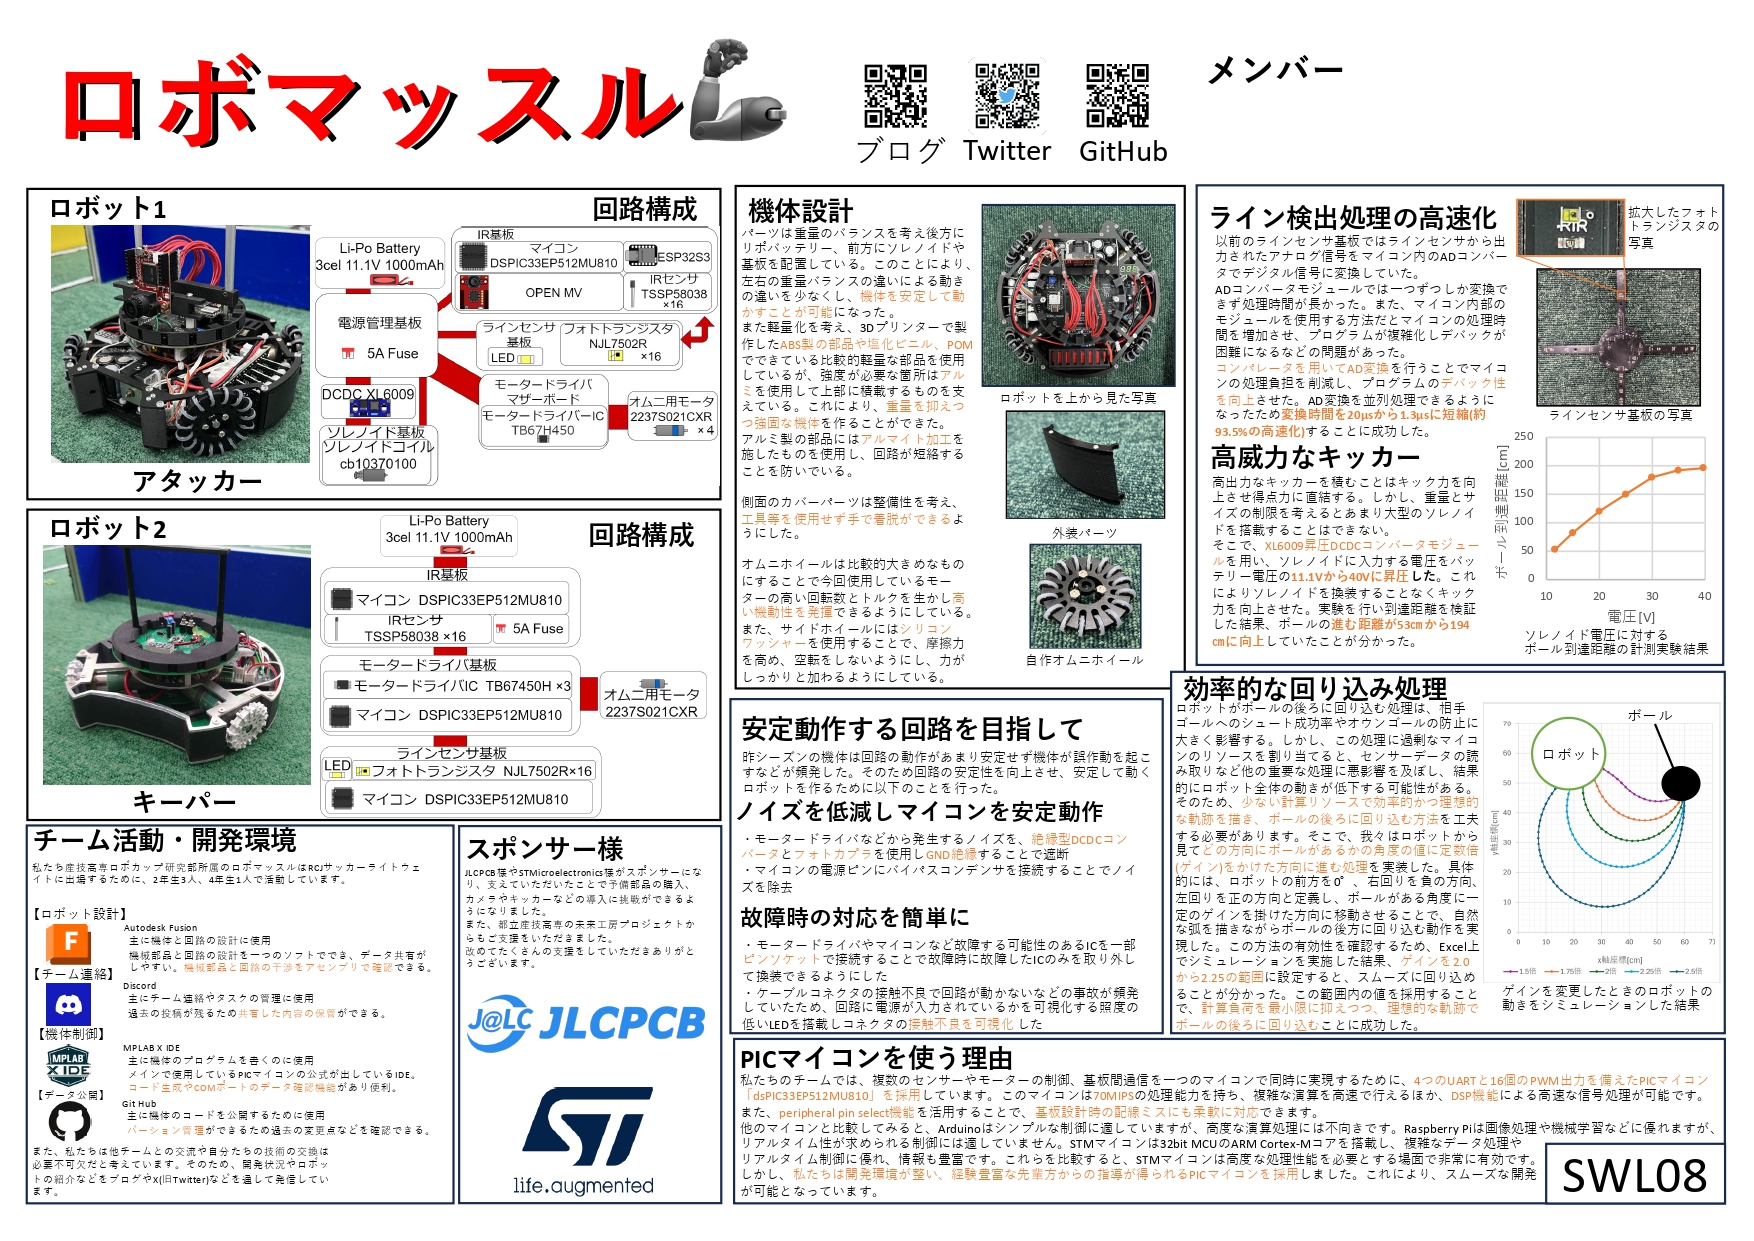 ロボマッスル
ブログ
Twitter
GitHub
メンバー
ロボット1
回路構成
Li-Po Battery
3cel 11.1V 1000mAh
電源管理基板
5A Fuse
DCDC XL6009
ソレノイド基板
ソレノイドコイル
cb10370100
IR基板
マイコン
DSPIC33EP512MU810
ESP32S3
OPEN MV
IRセンサ
TSSP58038
×16
ラインセンサ
基板
LED
フォトトランジスタ
NJL7502R
×16
モータードライバ
マザーボード
モータードライバーIC
TB67H450
オムニ用モータ
2237S021CXR
×4
アタッカー
ロボット2
回路構成
Li-Po Battery
3cel 11.1V 1000mAh
IR基板
マイコン DSPIC33EP512MU810
IRセンサ
TSSP58038 ×16
5A Fuse
モータードライバ基板
モータードライバIC TB67450H ×3
マイコン DSPIC33EP512MU810
オム二用モータ
2237S021CXR
ラインセンサ基板
LED
フォトトランジスタ NJL7502R×16
マイコン DSPIC33EP512MU810
キーパー
チーム活動・開発環境
私たち産技高専ロボカップ研究部所属のロボマッスルはRCJサッカーライトウェ
イトに出場するために、2年生3人、4年生1人で活動しています。
【ロボット設計】
Autodesk Fusion
主に機体と回路の設計に使用
機械部品と回路の設計を一つのソフトででき、データ共有が
しやすい。機械部品と回路の干渉をアセンブリで確認できる。
【チーム連絡】
Discord
主にチーム連絡やタスクの管理に使用
過去の投稿が残るため共有した内容の保管ができる。
【機体制御】
MPLAB
X IDE
MPLAB X IDE
主に機体のプログラムを書くのに使用
メインで使用しているPICマイコンの公式が出しているIDE。
コード生成やCOMポートのデータ確認機能があり便利。
【データ公開】
Git Hub
主に機体のコードを公開するために使用
バージョン管理ができるため過去の変更点などを確認できる。
また、私たちは他チームとの交流や自分たちの技術の交換は
必要不可欠だと考えています。そのため、開発状況やロボッ
トの紹介などをブログやX(旧Twitter)などを通して発信してい
ます。
スポンサー様
JLCPCB様やSTMicroelectronics様がスポンサーにな
り、支えていただいたことで予備部品の購入、
カメラやキッカーなどの導入に挑戦ができるよ
うになりました。
また、都立産技高専の未来工房プロジェクトか
らもご支援をいただきました。
改めてたくさんの支援をしていただきありがと
うございます。
J@LC JLCPCB
ST
life.augmented
機体設計
パーツは重量のバランスを考え後方に
リポバッテリー、前方にソレノイドや
基板を配置している。このことにより、
左右の重量バランスの違いによる動き
の違いを少なくし、機体を安定して動
かすことが可能になった。
また軽量化を考え、3Dプリンターで製
作したABS製の部品や塩化ビニル、POM
でできている比較的軽量な部品を使用
しているが、強度が必要な箇所はアル
ミを使用して上部に積載するものを支
えている。これにより、重量を抑えつ
つ強固な機体を作ることができた。
アルミ製の部品にはアルマイト加工を
施したものを使用し、回路が短絡する
ことを防いでいる。
側面のカバーパーツは整備性を考え、
工具等を使用せず手で着脱ができるよ
うにした。
オムニホイールは比較的大きめなもの
にすることで今回使用しているモー
ターの高い回転数とトルクを生かし高
い機動性を発揮できるようにしている。
また、サイドホイールにはシリコン
ワッシャーを使用することで、摩擦力
を高め、空転をしないようにし、力が
しっかりと加わるようにしている。
ロボットを上から見た写真
外装パーツ
自作オムニホイール
ライン検出処理の高速化
以前のラインセンサ基板ではラインセンサから出
力されたアナログ信号をマイコン内のADコンバー
タでデジタル信号に変換していた。
ADコンバータモジュールでは一つずつしか変換で
きず処理時間が長かった。また、マイコン内部の
モジュールを使用する方法だとマイコンの処理時
間を増加させ、プログラムが複雑化しデバックが
困難になるなどの問題があった。
コンパレータを用いてAD変換を行うことでマイコ
ンの処理負担を削減し、プログラムのデバック性
を向上させた。AD変換を並列処理できるように
なったため変換時間を20μsから1.3μsに短縮(約
93.5%の高速化)することに成功した。
拡大したフォト
トランジスタの
写真
ラインセンサ基板の写真
高威力なキッカー
高出力なキッカーを積むことはキック力を向
上させ得点力に直結する。しかし、重量とサ
イズの制限を考えるとあまり大型のソレノイ
ドを搭載することはできない。
そこで、XL6009昇圧DCDCコンバータモジュー
ルを用い、ソレノイドに入力する電圧をバッ
テリー電圧の11.1Vから40Vに昇圧した。これ
によりソレノイドを換装することなくキック
力を向上させた。実験を行い到達距離を検証
した結果、ボールの進む距離が53cmから194
cmに向上していたことが分かった。
ボール到達距離[cm]
250
200
150
100
50
0
10 20 30 40
電圧[V]
ソレノイド電圧に対する
ボール到達距離の計測実験結果
安定動作する回路を目指して
昨シーズンの機体は回路の動作があまり安定せず機体が誤作動を起こ
すなどが頻発した。そのため回路の安定性を向上させ、安定して動く
ロボットを作るために以下のことを行った。
ノイズを低減しマイコンを安定動作
・モータードライバなどから発生するノイズを、絶縁型DCDCコン
バータとフォトカプラを使用しGND絶縁することで遮断
・マイコンの電源ピンにバイパスコンデンサを接続することでノイ
ズを除去
故障時の対応を簡単に
・モータードライバやマイコンなど故障する可能性のあるICを一部
ピンソケットで接続することで故障時に故障したICのみを取り外し
て換装できるようにした
・ケーブルコネクタの接触不良で回路が動かないなどの事故が頻発
していたため、回路に電源が入力されているかを可視化する照度の
低いLEDを搭載しコネクタの接触不良を可視化した
効率的な回り込み処理
ロボットがボールの後ろに回り込む処理は、相手
ゴールへのシュート成功率やオウンゴールの防止に
大きく影響する。しかし、この処理に過剰なマイコ
ンのリソースを割り当てると、センサーデータの読
み取りなど他の重要な処理に悪影響を及ぼし、結果
的にロボット全体の動きが低下する可能性がある。
そのため、少ない計算リソースで効率的かつ理想的
な軌跡を描き、ボールの後ろに回り込む方法を工夫
する必要があります。そこで、我々はロボットから
見てどの方向にボールがあるかの角度の値に定数倍
(ゲイン)をかけた方向に進む処理を実装した。具体
的には、ロボットの前方を0°、右回りを負の方向、
左回りを正の方向と定義し、ボールがある角度に一
定のゲインを掛けた方向に移動させることで、自然
な弧を描きながらボールの後方に回り込む動作を実
現した。この方法の有効性を確認するため、Excel上
でシミュレーションを実施した結果、ゲインを2.0
から2.25の範囲に設定すると、スムーズに回り込め
ることが分かった。この範囲内の値を採用すること
で、計算負荷を最小限に抑えつつ、理想的な軌跡で
ボールの後ろに回り込むことに成功した。
ボール
ロボット
y軸座標[cm]
70
60
50
40
30
20
10
0
0 10 20 30 40 50 60 71
x軸座標[cm]
1.5倍 1.75倍 2倍 2.25倍 2.5倍
ゲインを変更したときのロボットの
動きをシミュレーションした結果
PICマイコンを使う理由
私たちのチームでは、複数のセンサーやモーターの制御、基板間通信を一つのマイコンで同時に実現するために、4つのUARTと16個のPWM出力を備えたPICマイコン
「dsPIC33EP512MU810」を採用しています。このマイコンは70MIPSの処理能力を持ち、複雑な演算を高速で行えるほか、DSP機能による高速な信号処理が可能です。
また、peripheral pin select機能を活用することで、基板設計時の配線ミスにも柔軟に対応できます。
他のマイコンと比較してみると、Arduinoはシンプルな制御に適していますが、高度な演算処理には不向きです。Raspberry Piは画像処理や機械学習などに優れますが、
リアルタイム性が求められる制御には適していません。STMマイコンは32bit MCUのARM Cortex-Mコアを搭載し、複雑なデータ処理や
リアルタイム制御に優れ、情報も豊富です。これらを比較すると、STMマイコンは高度な処理性能を必要とする場面で非常に有効です。
しかし、私たちは開発環境が整い、経験豊富な先輩方からの指導が得られるPICマイコンを採用しました。これにより、スムーズな開発
が可能となっています。
SWL08